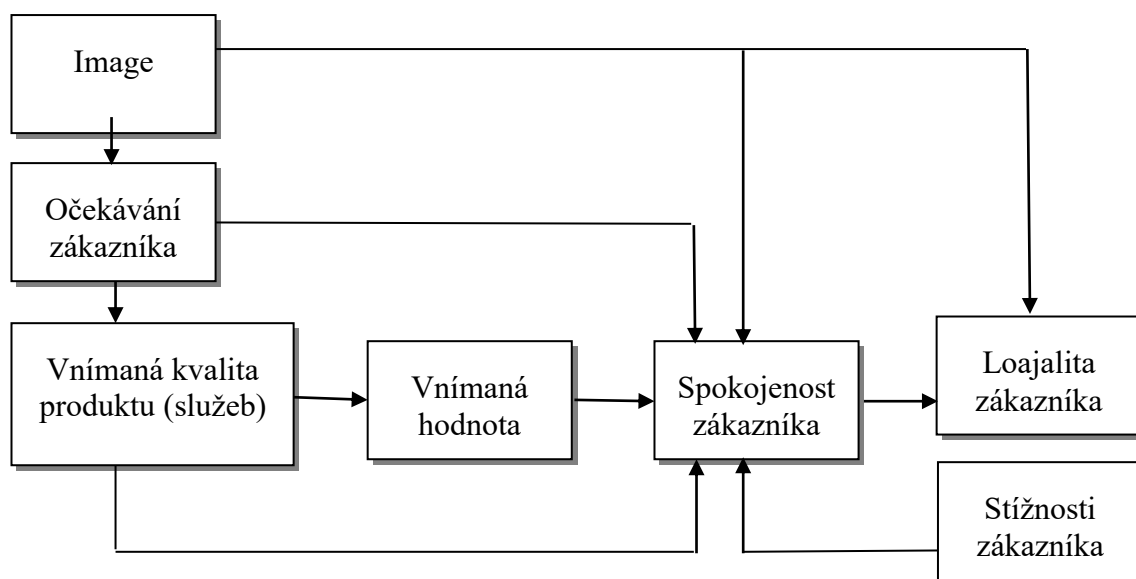 Image
Očekávání
zákazníka
Vnímaná kvalita
produktu (služeb)
Vnímaná
hodnota
Spokojenost
zákazníka
Loajalita
zákazníka
Stížnosti
zákazníka